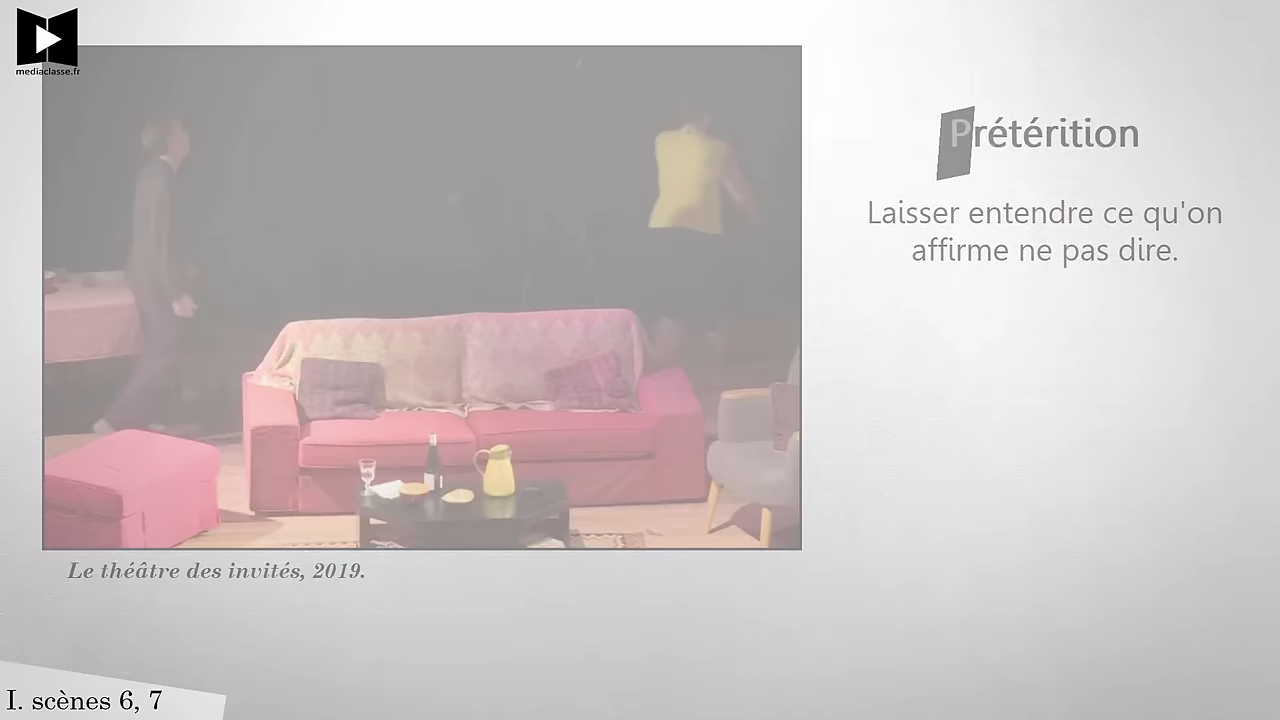 mediaclasse.fr
Prétérition
Laisser entendre ce qu'on
affirme ne pas dire.
Le théâtre des invités, 2019.
I. scènes 6, 7